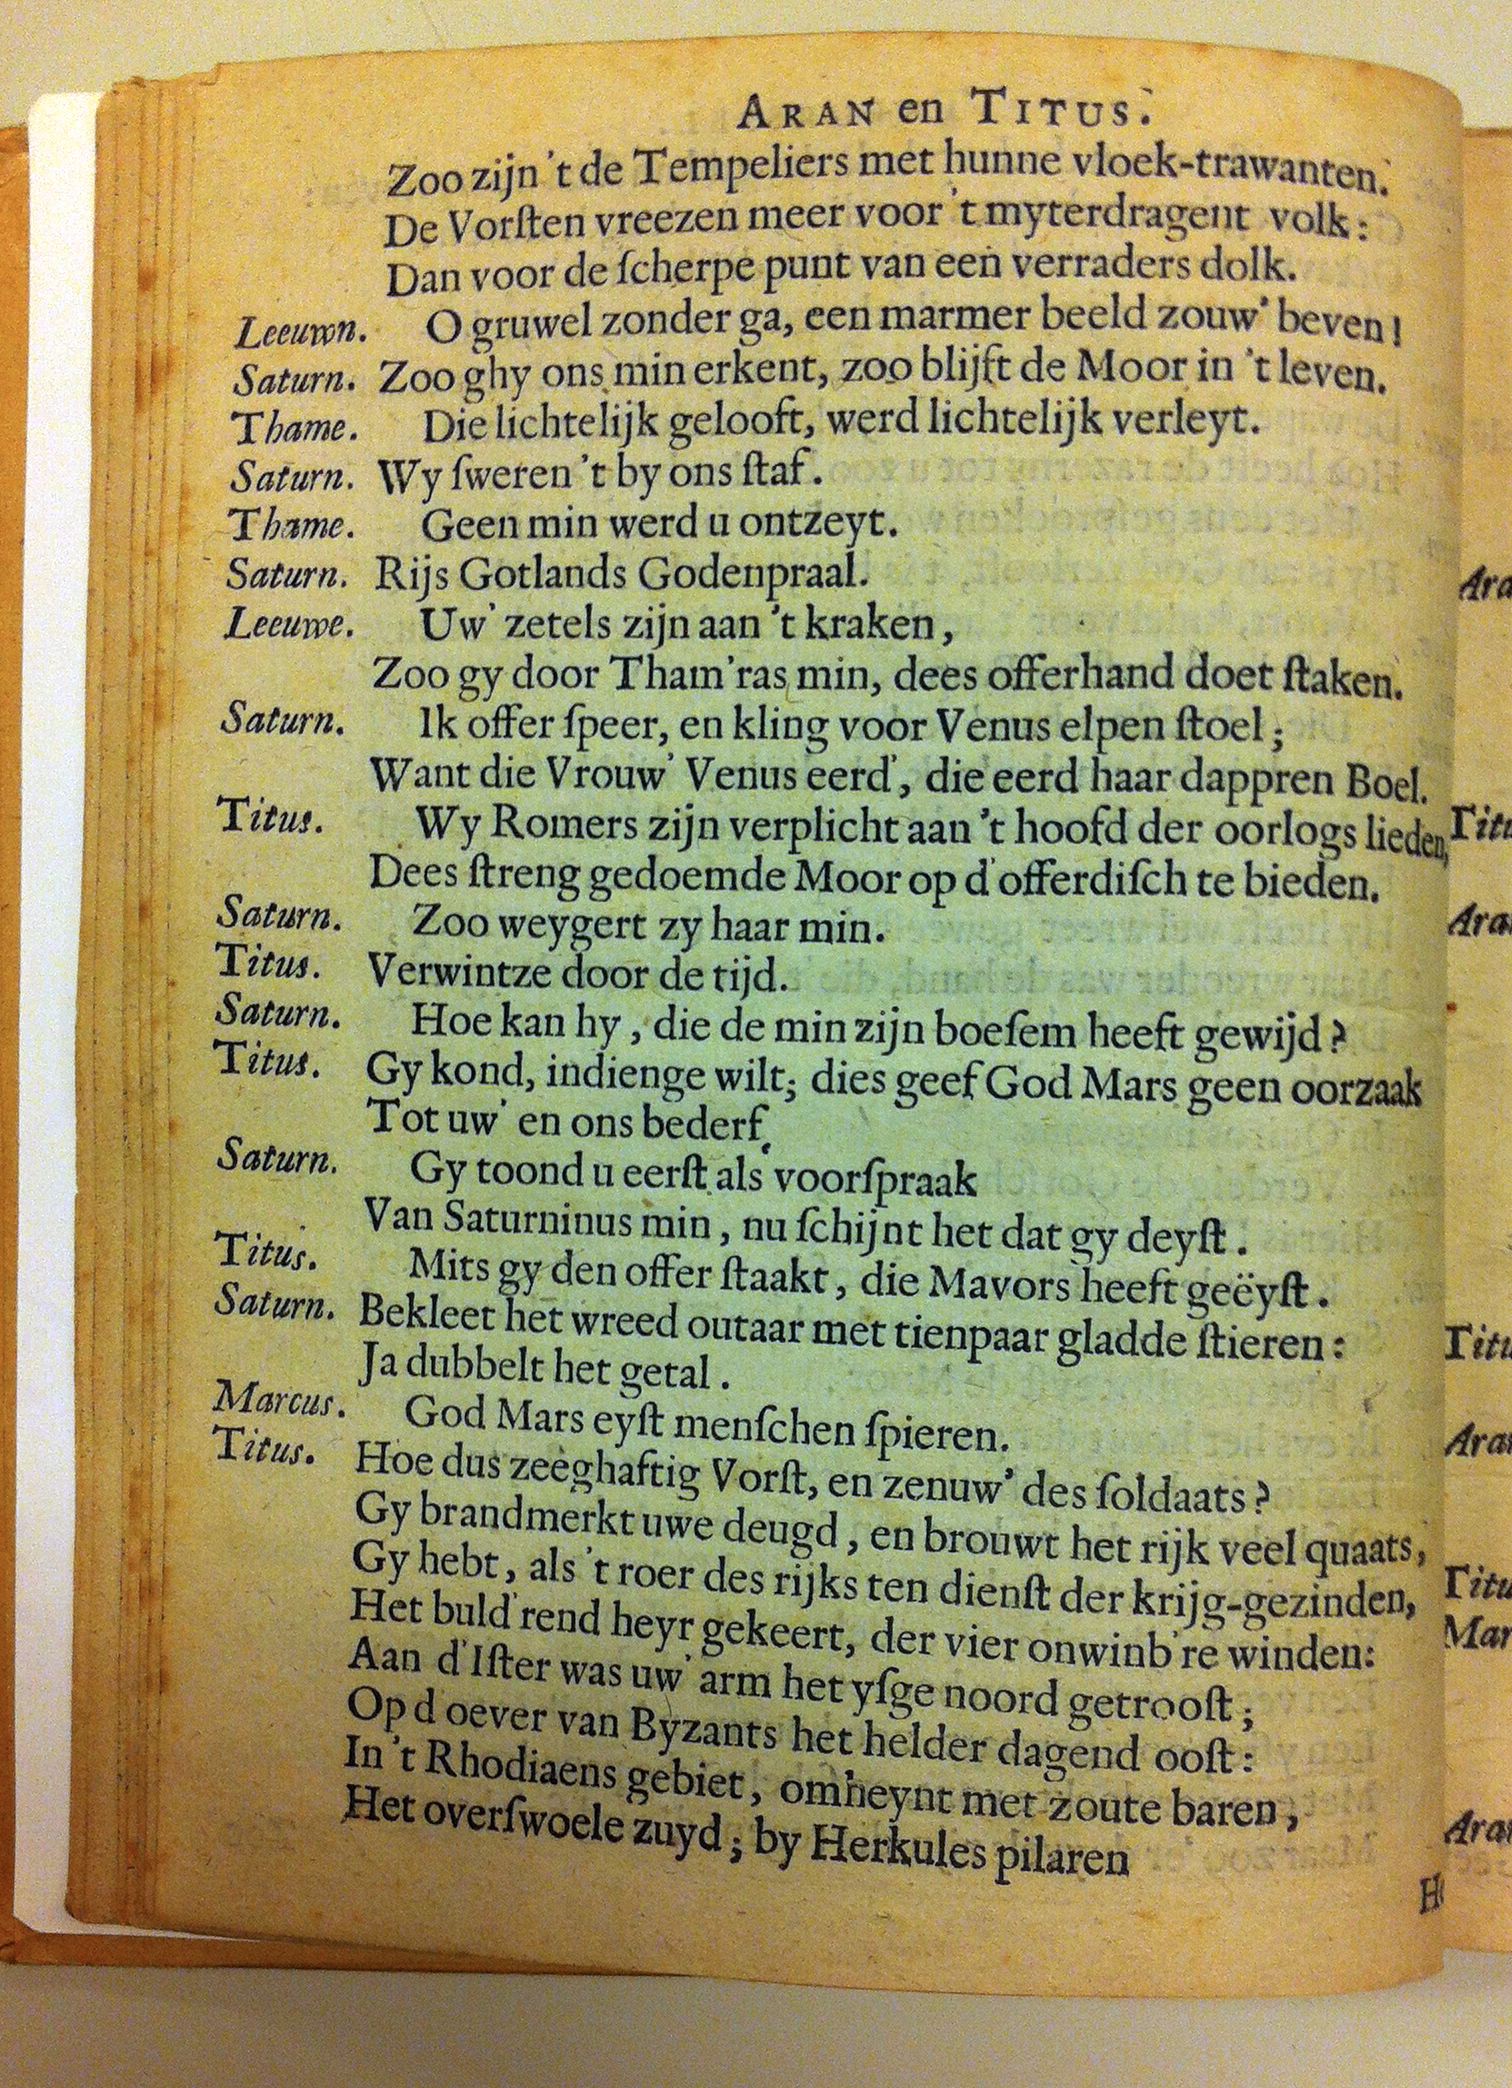 ARAN en TITUS.
Zoo zijn 't de Tempeliers met hunne vloek-trawanten.
De Vorſten vreezen meer voor 't myterdragent volk:
Dan voor de ſcherpe punt van een verraders dolk.
Leeuwn. O gruwel zonder ga, een marmer beeld zouw' beven!
Saturn. Zoo ghy ons min erkent, zoo blijft de Moor in 't leven.
Thame. Die lichtelijk gelooft, werd lichtelijk verleyt.
Saturn. Wy ſweren 't by ons ſtaf.
Thame. Geen min werd u ontzeyt.
Saturn. Rijs Gotlands Godenpraal.
Leeuwe. Uw' zetels zijn aan 't kraken,
Zoo gy door Tham'ras min, dees offerhand doet ſtaken.
Saturn. Ik offer ſpeer, en kling voor Venus elpen ſtoel;
Want die Vrouw' Venus eerd', die eerd haar dappren Boel.
Titus. Wy Romers zijn verplicht aan 't hoofd der oorlogs lieden,
Dees ſtreng gedoemde Moor op d'offerdiſch te bieden.
Saturn. Zoo weygert zy haar min.
Titus. Verwintze door de tijd.
Saturn. Hoe kan hy, die de min zijn boeſem heeft gewijd?
Titus. Gy kond, indienge wilt; dies geef God Mars geen oorzaak
Tot uw' en ons bederf.
Saturn. Gy toond u eerſt als voorſpraak
Van Saturninus min, nu ſchijnt het dat gy deyſt.
Titus. Mits gy den offer ſtaakt, die Mavors heeft geëyſt.
Saturn. Bekleet het wreed outaar met tienpaar gladde ſtieren:
Ja dubbelt het getal.
Marcus. God Mars eyſt menſchen ſpieren.
Titus. Hoe dus zeeghaftig Vorſt, en zenuw' des ſoldaats?
Gy brandmerkt uwe deugd, en brouwt het rijk veel quaats,
Gy hebt, als 't roer des rijks ten dienſt der krijg-gezinden,
Het buld'rend heyr gekeert, der vier onwinb're winden:
Aan d'Iſter was uw' arm het yſge noord getrooſt;
Op d oever van Byzants het helder dagend ooſt:
In 't Rhodiaens gebiet, omheynt met zoute baren,
Het overſwoele zuyd; by Herkules pilaren